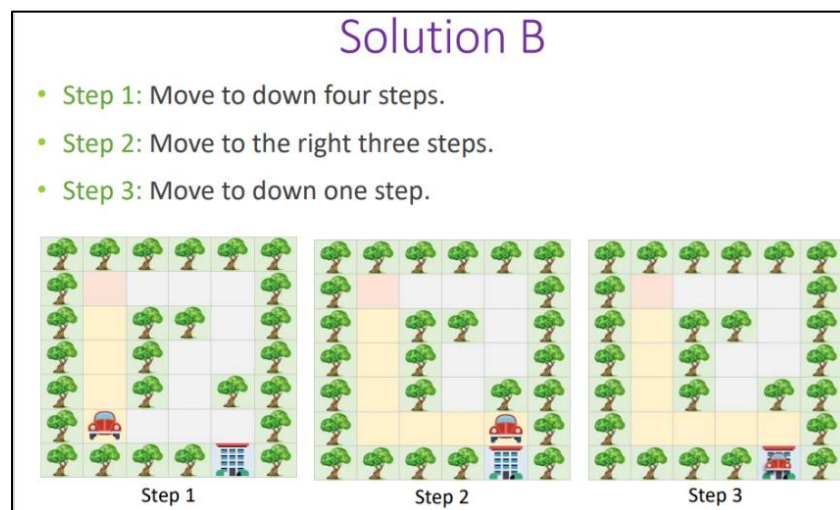 Solution B
• Step 1: Move to down four steps.
• Step 2: Move to the right three steps.
• Step 3: Move to down one step.
Step 1 Step 2 Step 3